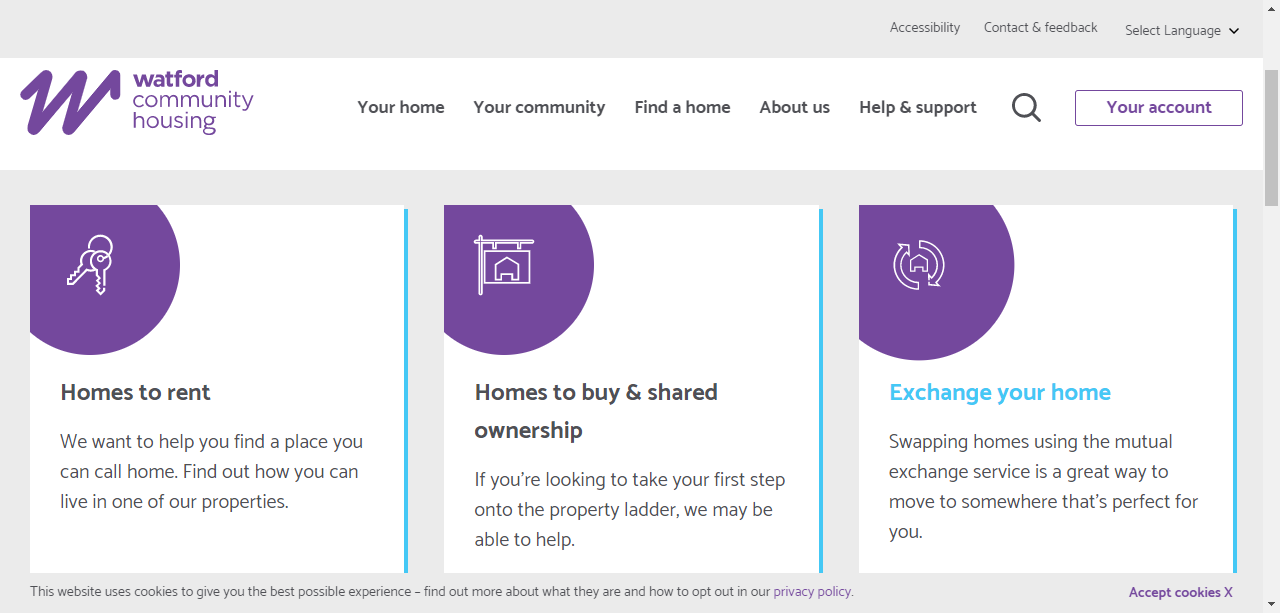 Accessibility Contact & feedback Select Language
watford
community
housing
Your home Your community Find a home About us Help & support Your account
Homes to rent
We want to help you find a place you
can call home. Find out how you can
live in one of our properties.
Homes to buy & shared
ownership
If you're looking to take your first step
onto the property ladder, we may be
able to help.
Exchange your home
Swapping homes using the mutual
exchange service is a great way to
move to somewhere that's perfect for
you.
This website uses cookies to give you the best possible experience – find out more about what they are and how to opt out in our privacy policy. Accept cookies X